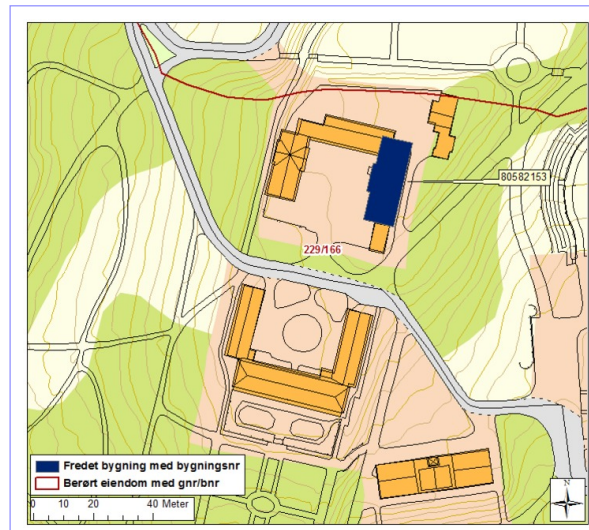 80582153
229/166
Fredet bygning med bygningsnr
Berørt eiendom med gnr/bnr
0 10 20 40 Meter
N